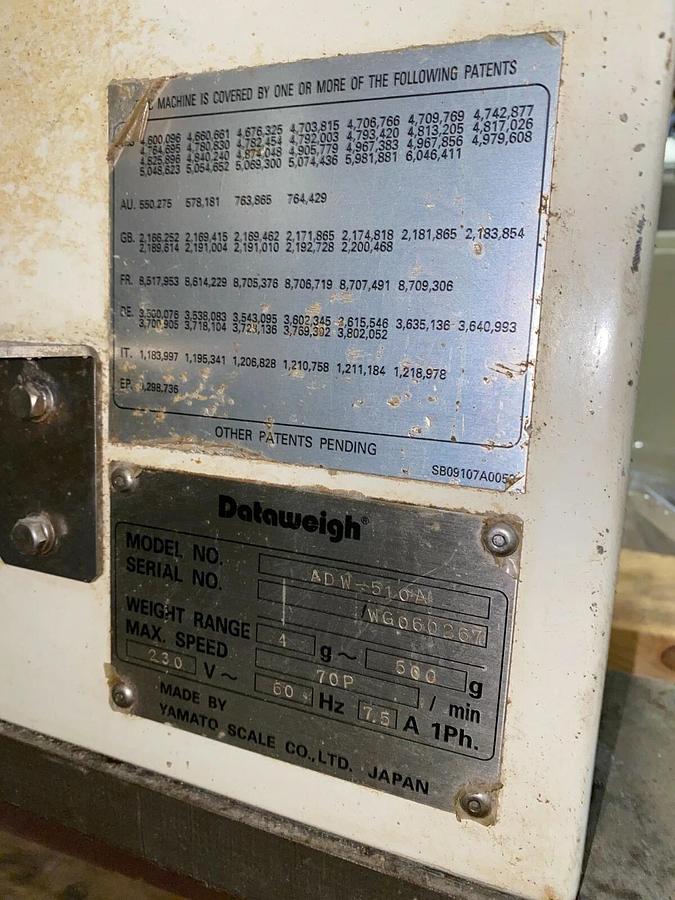 MACHINE IS COVERED BY ONE OR MORE OF THE FOLLOWING PATENTS
4,600,096 4,660,661 4,676,325 4,703,815 4,706,766 4,709,769 4,742,877
4,764,695 4,780,830 4,782,454 4,792,003 4,793,420 4,813,205 4,817,026
4,825,896 4,840,240 4,874,048 4,905,779 4,967,383 4,967,856 4,979,608
5,048,623 5,054,652 5,069,300 5,074,436 5,981,881 6,046,411
AU. 550,275 578,181 763,865 764,429
GB. 2,166,252 2,169,415 2,169,462 2,171,865 2,174,818 2,181,865 2,183,854
2,189,614 2,191,004 2,191,010 2,192,728 2,200,468
FR. 8,517,953 8,614,229 8,705,376 8,706,719 8,707,491 8,709,306
DE. 3,500,076 3,538,083 3,543,095 3,602,345 3,615,546 3,635,136 3,640,993
3,700,905 3,718,104 3,723,136 3,769,302 3,802,052
IT. 1,183,997 1,195,341 1,206,828 1,210,758 1,211,184 1,218,978
EP. 0,298,736
OTHER PATENTS PENDING
Dataweigh®
MODEL NO. ADW-510A
SERIAL NO. /WG060267
WEIGHT RANGE 4 g~ 500 g
MAX. SPEED 70P / min
230 V~ 60 Hz 7.5 A 1Ph.
MADE BY
YAMATO SCALE CO.,LTD. JAPAN